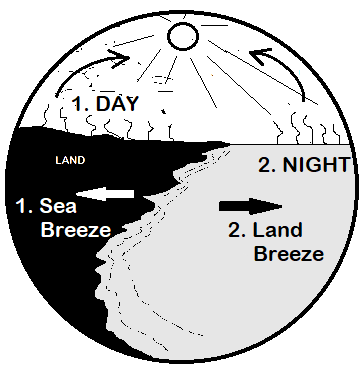 1. DAY
LAND
2. NIGHT
1. Sea
Breeze
2. Land
Breeze